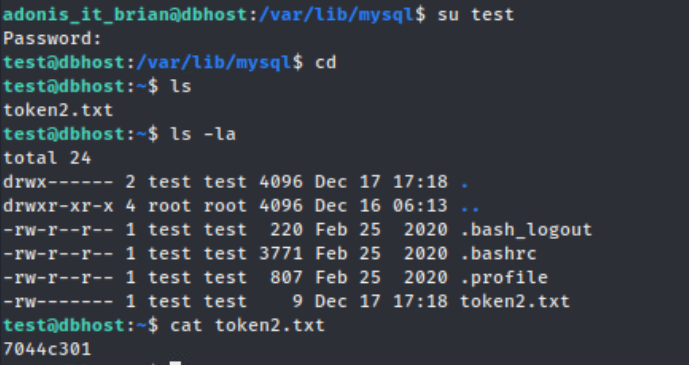 adonis_it_brian@dbhost:/var/lib/mysql$ su test
Password:
test@dbhost:/var/lib/mysql$ cd
test@dbhost:~$ ls
token2.txt
test@dbhost:~$ ls -la
total 24
drwx------ 2 test test 4096 Dec 17 17:18 .
drwxr-xr-x 4 root root 4096 Dec 16 06:13 ..
-rw-r--r-- 1 test test  220 Feb 25  2020 .bash_logout
-rw-r--r-- 1 test test 3771 Feb 25  2020 .bashrc
-rw-r--r-- 1 test test  807 Feb 25  2020 .profile
-rw------- 1 test test    9 Dec 17 17:18 token2.txt
test@dbhost:~$ cat token2.txt
7044c301